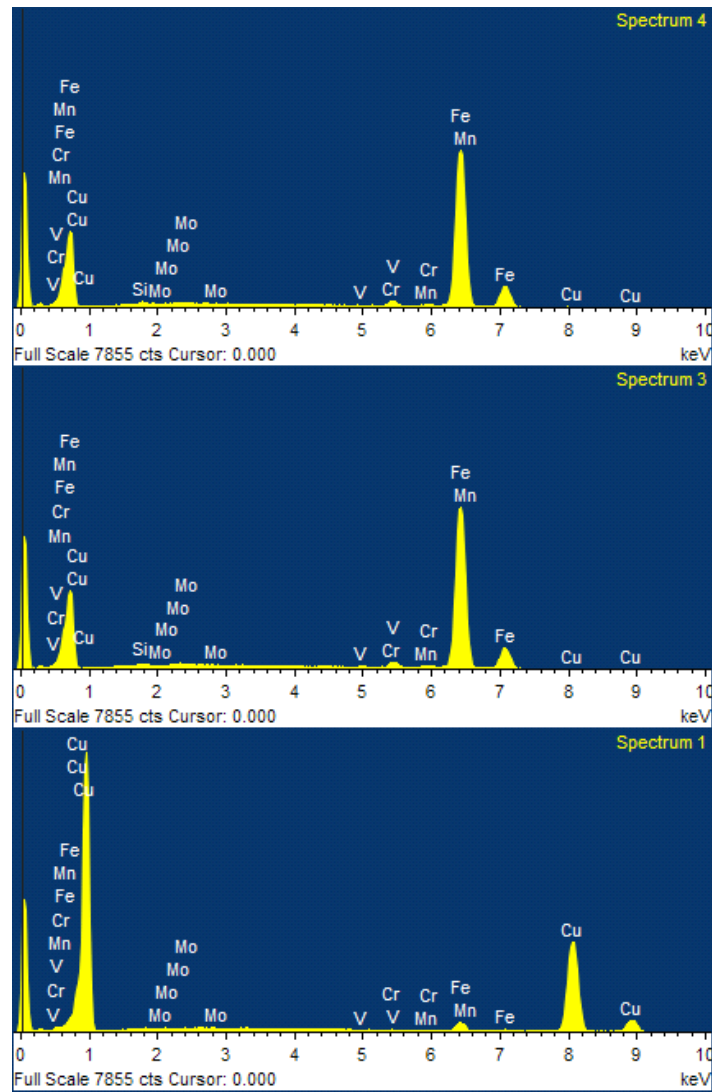 Spectrum 4
Fe
Mn
Fe
Fe
Mn
Cr
Mn
Cu
V
Cu
Mo
Cr
Cu
Mo
V
Si
Mo
Mo
Mo
V
V
Cr
Cr
Mn
Fe
Cu
Cu
0 1 2 3 4 5 6 7 8 9 10
Full Scale 7855 cts Cursor: 0.000 keV
Spectrum 3
Fe
Mn
Fe
Fe
Mn
Cr
Mn
Cu
V
Cu
Mo
Cr
Cu
Mo
V
Si
Mo
Mo
Mo
V
V
Cr
Cr
Mn
Fe
Cu
Cu
0 1 2 3 4 5 6 7 8 9 10
Full Scale 7855 cts Cursor: 0.000 keV
Spectrum 1
Cu
Cu
Cu
Fe
Mn
Fe
Cr
Mn
V
Cr
V
Mo
Mo
Mo
Mo
Mo
V
Cr
V
Cr
Mn
Fe
Mn
Fe
Cu
Cu
0 1 2 3 4 5 6 7 8 9 10
Full Scale 7855 cts Cursor: 0.000 keV